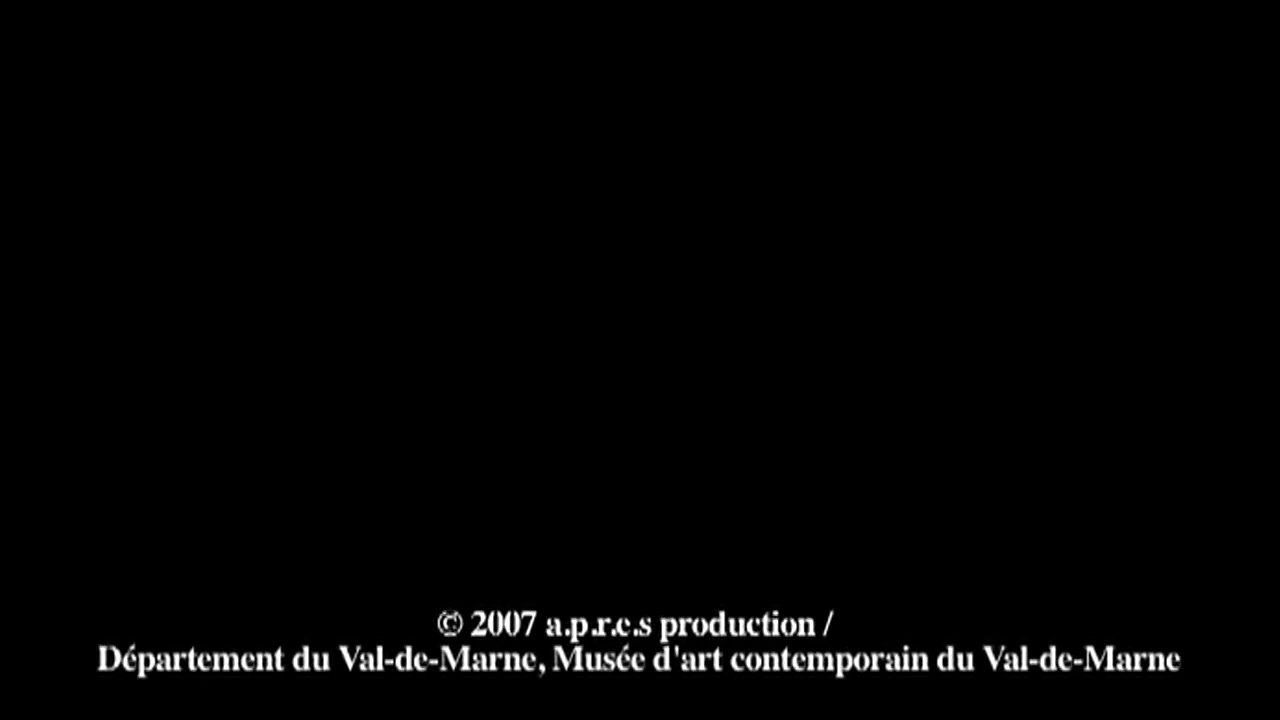 © 2007 a.p.r.e.s production /
Département du Val-de-Marne, Musée d'art contemporain du Val-de-Marne